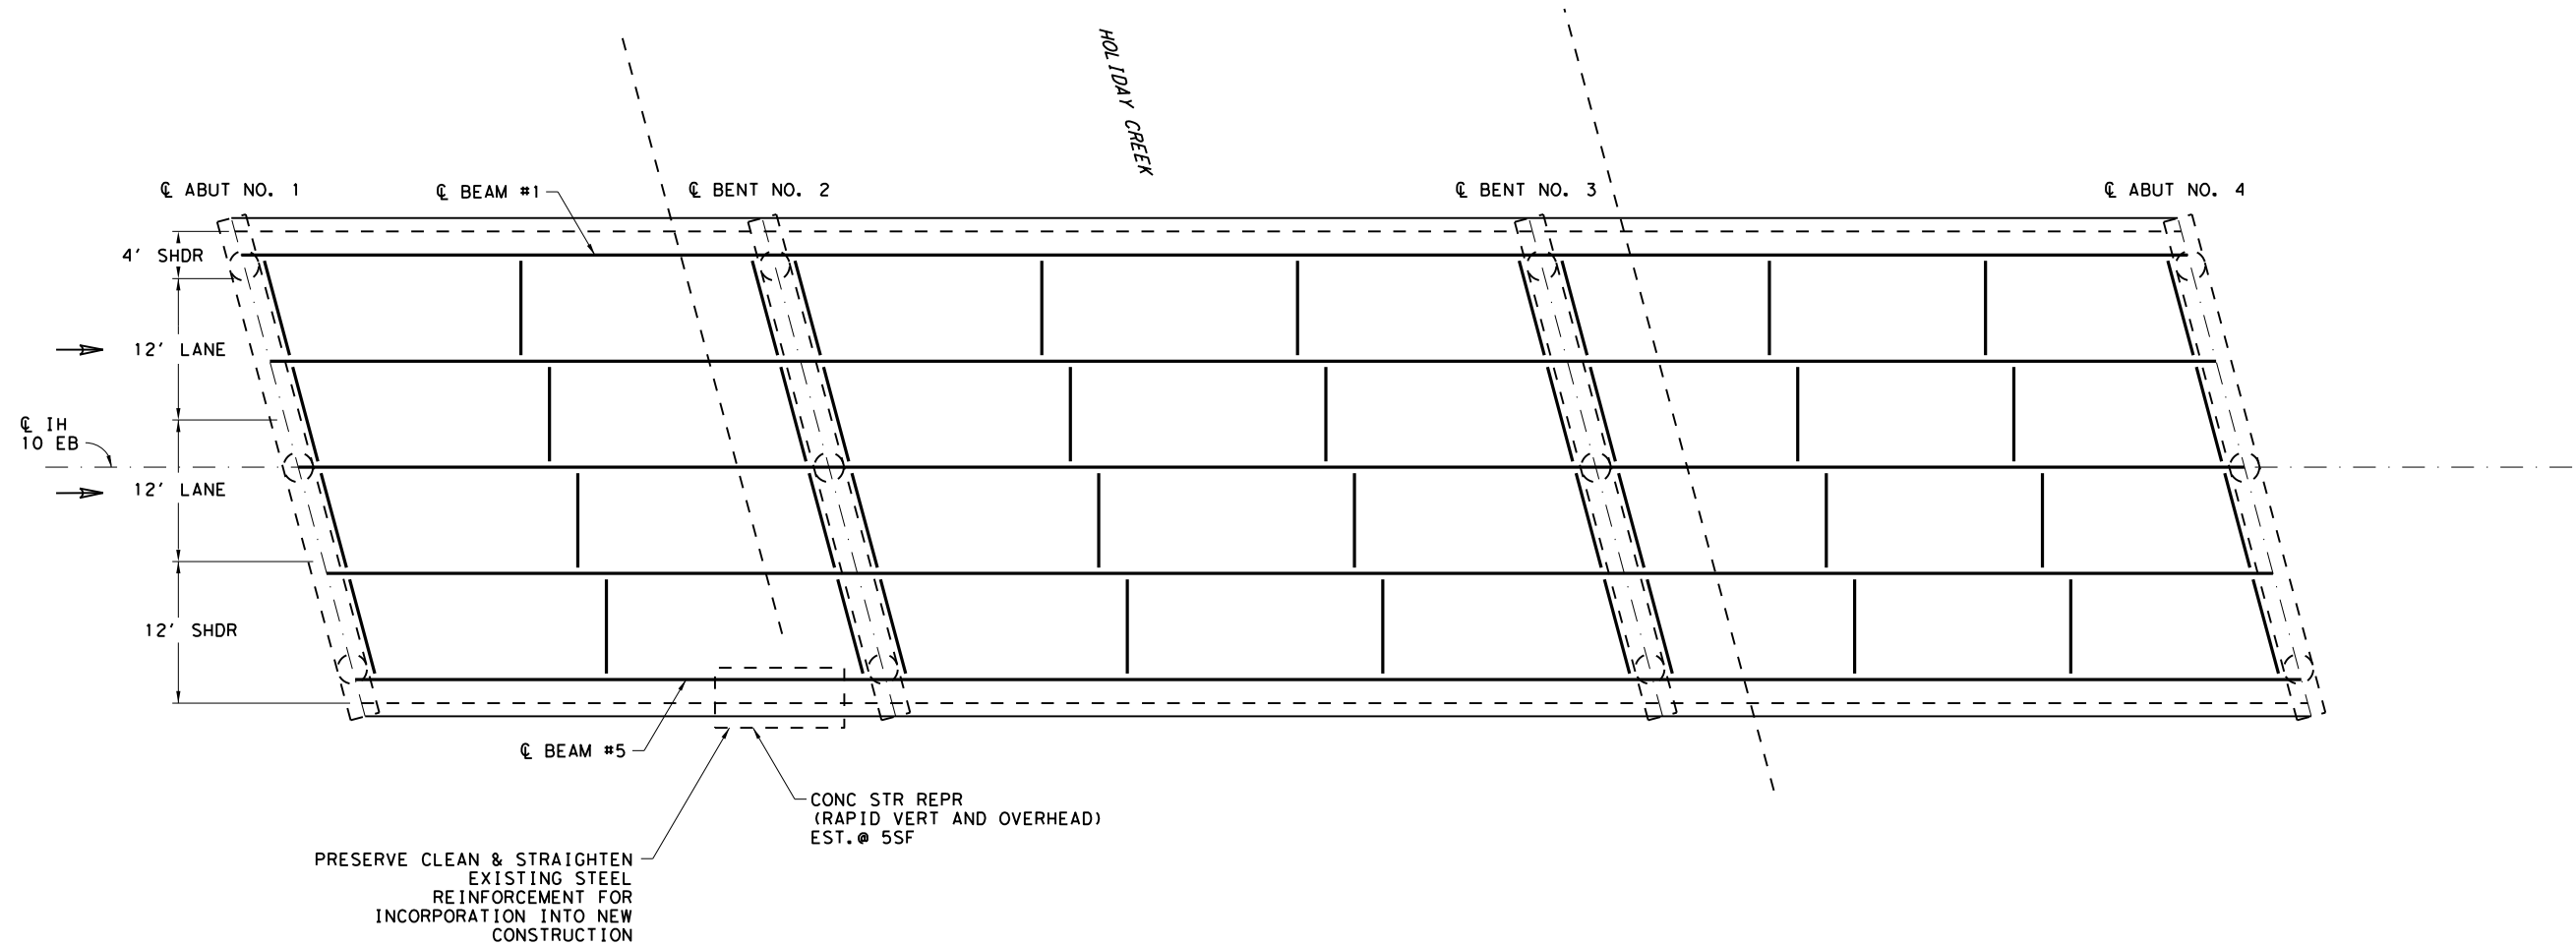 HOLIDAY CREEK
℄ ABUT NO. 1
℄ BEAM #1
℄ BENT NO. 2
℄ BENT NO. 3
℄ ABUT NO. 4
4' SHDR
12' LANE
℄ IH
10 EB
12' LANE
12' SHDR
℄ BEAM #5
CONC STR REPR
(RAPID VERT AND OVERHEAD)
EST.@ 5SF
PRESERVE CLEAN & STRAIGHTEN
EXISTING STEEL
REINFORCEMENT FOR
INCORPORATION INTO NEW
CONSTRUCTION